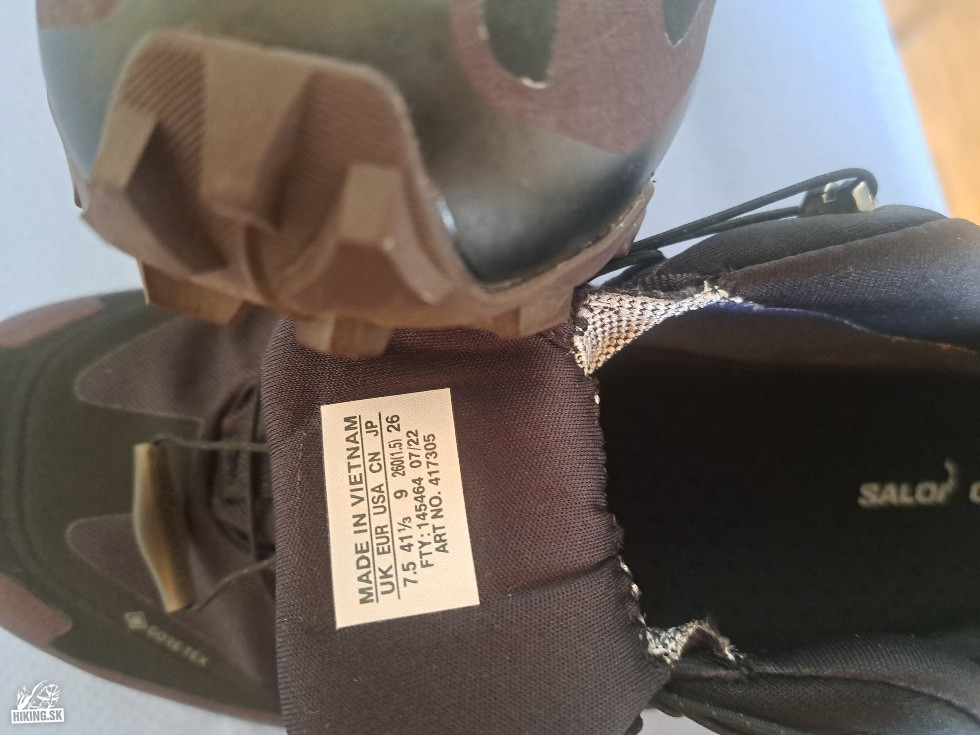 MADE IN VIETNAM
UK EUR USA CN JP
7.5 41⅓ 9 260(1.5) 26
FTY: 145464 07/22
ART NO. 417305
GORE-TEX
HIKING.SK